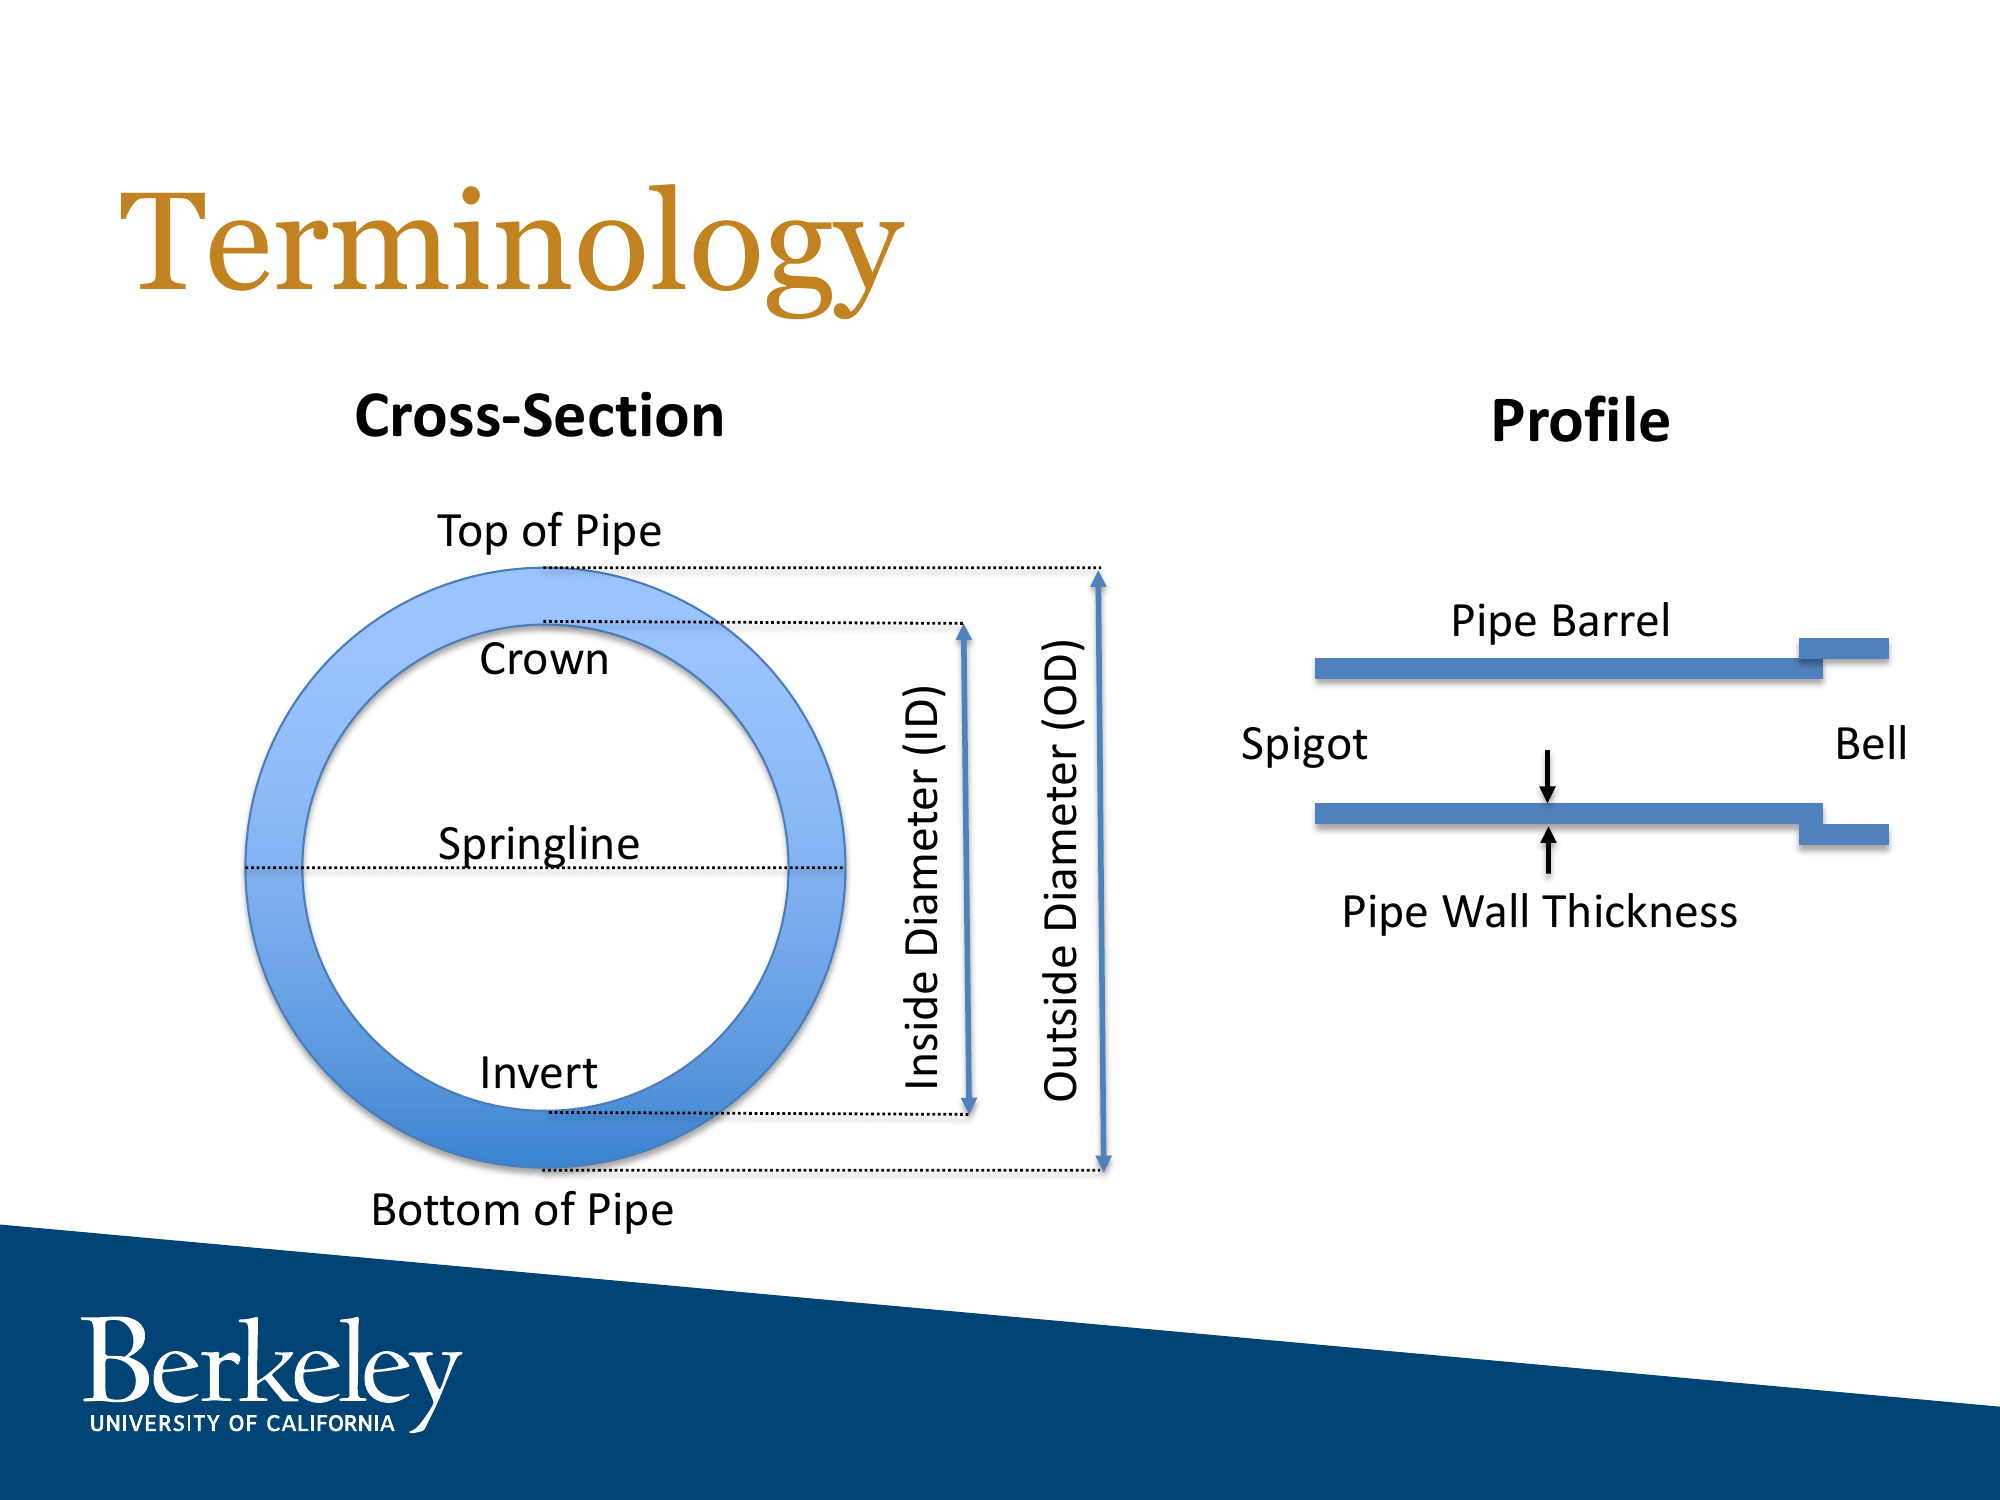 Terminology
Cross-Section
Top of Pipe
Crown
Springline
Invert
Bottom of Pipe
Inside Diameter (ID)
Outside Diameter (OD)
Profile
Pipe Barrel
Spigot
Bell
Pipe Wall Thickness
Berkeley
UNIVERSITY OF CALIFORNIA